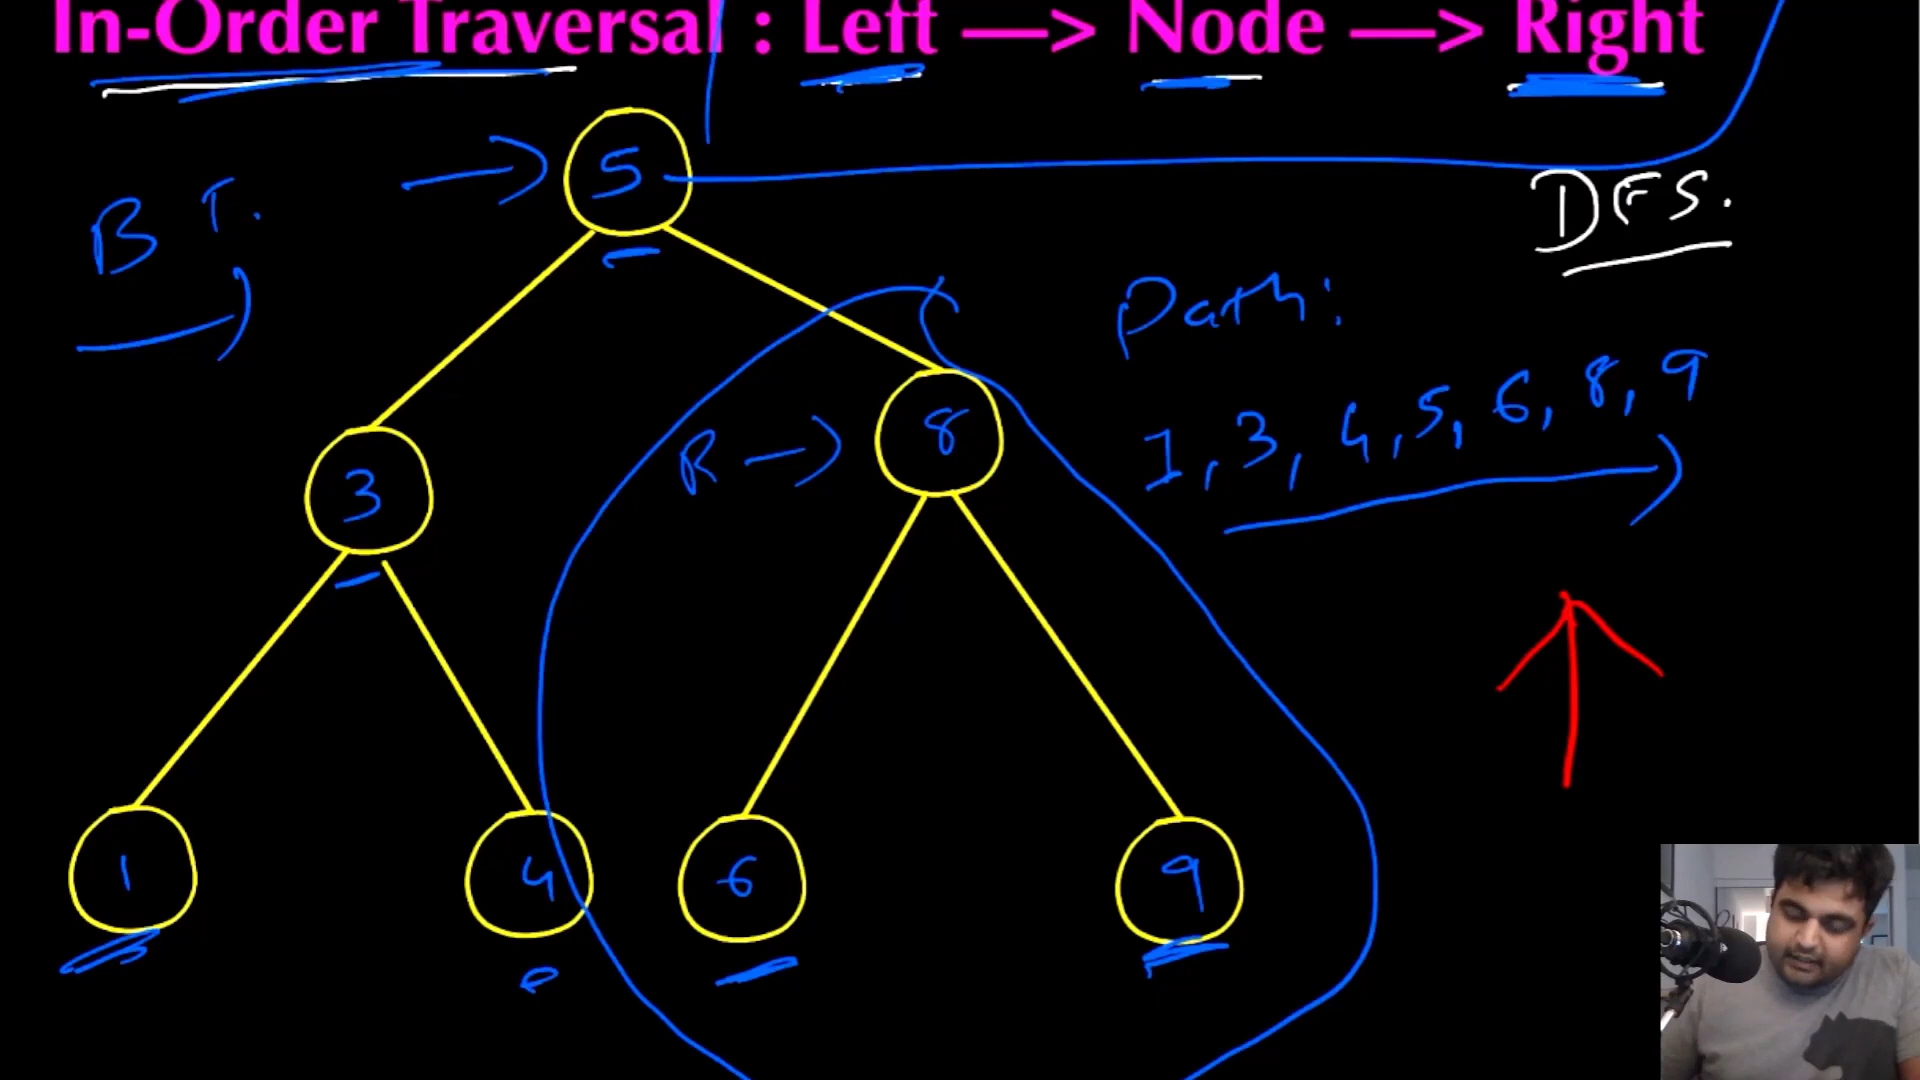 In-Order Traversal : Left —> Node —> Right
5
B T.
DFS.
Path:
R 8
1, 3, 4, 5, 6, 8, 9
3
1 4 6 9